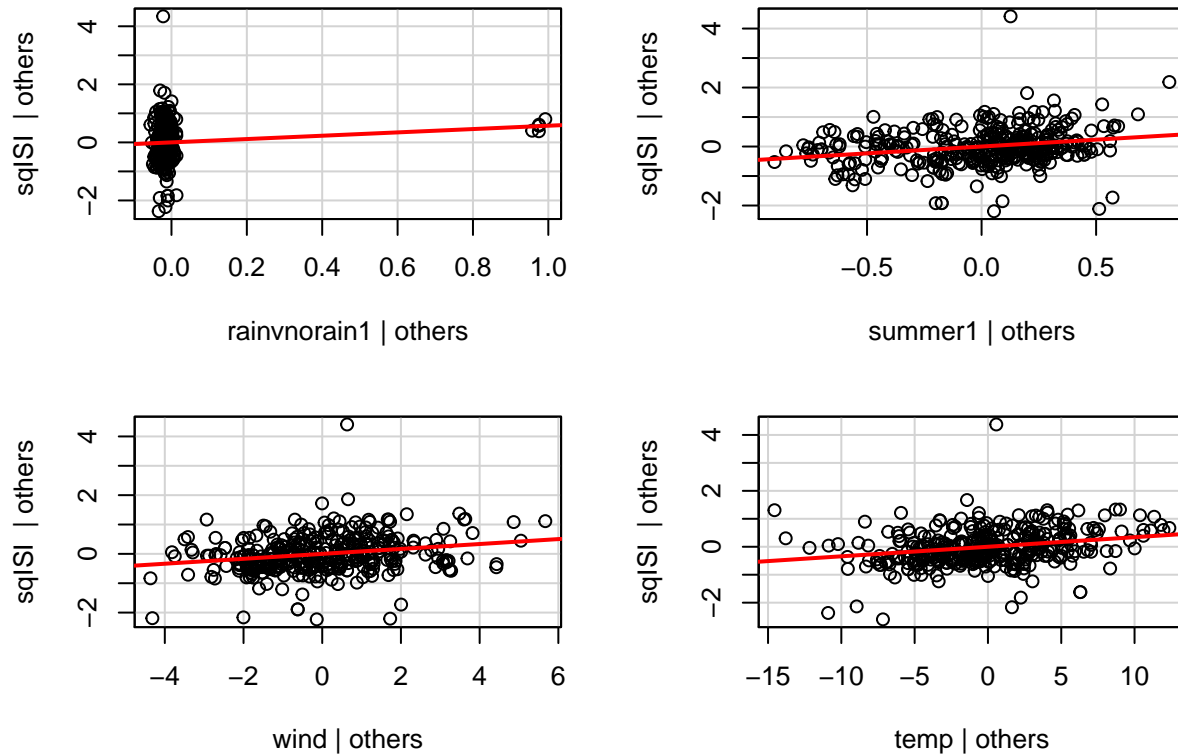 4
2
0
−2
sqISI | others
0.0 0.2 0.4 0.6 0.8 1.0
rainvnorain1 | others
4
2
0
−2
sqISI | others
−0.5 0.0 0.5
summer1 | others
4
2
0
−2
sqISI | others
−4 −2 0 2 4 6
wind | others
4
2
0
−2
sqISI | others
−15 −10 −5 0 5 10
temp | others